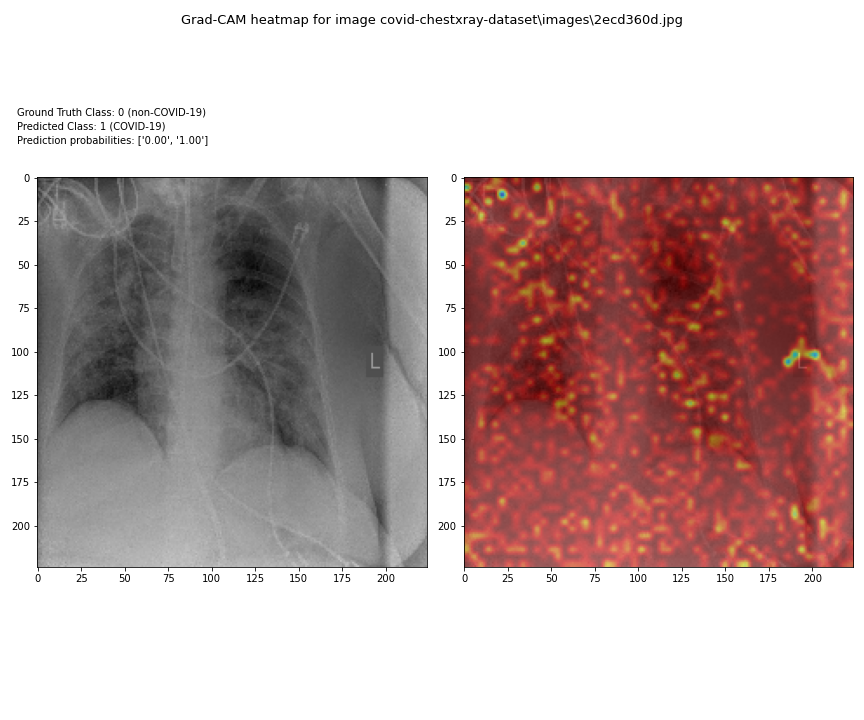 Grad-CAM heatmap for image covid-chestxray-dataset\images\2ecd360d.jpg
Ground Truth Class: 0 (non-COVID-19)
Predicted Class: 1 (COVID-19)
Prediction probabilities: ['0.00', '1.00']
0
25
50
75
100
125
150
175
200
0 25 50 75 100 125 150 175 200
L
0
25
50
75
100
125
150
175
200
0 25 50 75 100 125 150 175 200
L